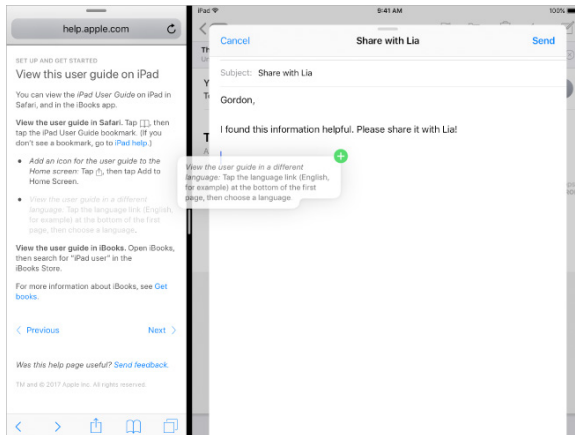 iPad
9:41 AM
100%
help.apple.com
SET UP AND GET STARTED
View this user guide on iPad
You can view the iPad User Guide on iPad in
Safari, and in the iBooks app.
View the user guide in Safari. Tap , then
tap the iPad User Guide bookmark. (If you
don't see a bookmark, go to iPad help.)
• Add an icon for the user guide to the
Home screen: Tap , then tap Add to
Home Screen.
• View the user guide in a different
language: Tap the language link (English,
for example) at the bottom of the first
page, then choose a language.
View the user guide in iBooks. Open iBooks,
then search for "iPad user" in the
iBooks Store.
For more information about iBooks, see Get
books.
Previous
Next
Was this help page useful? Send feedback.
TM and © 2017 Apple Inc. All rights reserved.
Cancel
Share with Lia
Send
Subject: Share with Lia
Gordon,
I found this information helpful. Please share it with Lia!
View the user guide in a different
language: Tap the language link (English,
for example) at the bottom of the first
page, then choose a language.